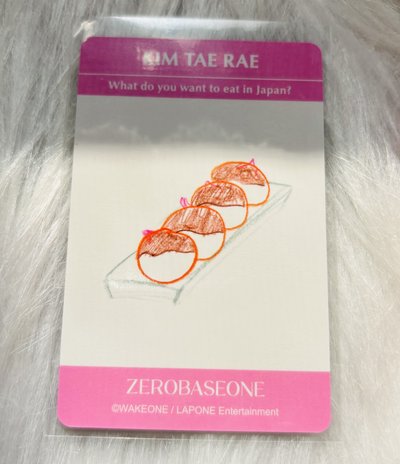 KIM TAE RAE
What do you want to eat in Japan?
ZEROBASEONE
©WAKEONE / LAPONE Entertainment